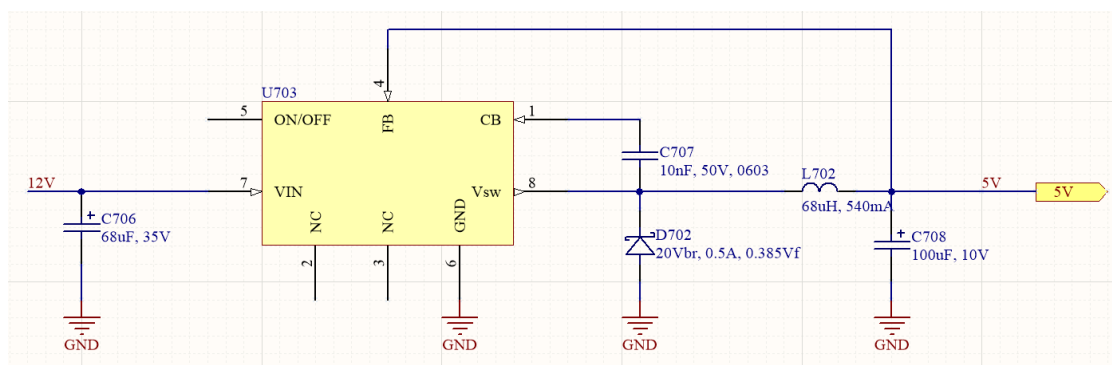 U703
4
5
ON/OFF
FB
CB
1
C707
10nF, 50V, 0603
12V
7
VIN
Vsw
8
L702
68uH, 540mA
5V
5V
+
C706
68uF, 35V
NC
NC
GND
D702
20Vbr, 0.5A, 0.385Vf
+
C708
100uF, 10V
2
3
6
GND
GND
GND
GND